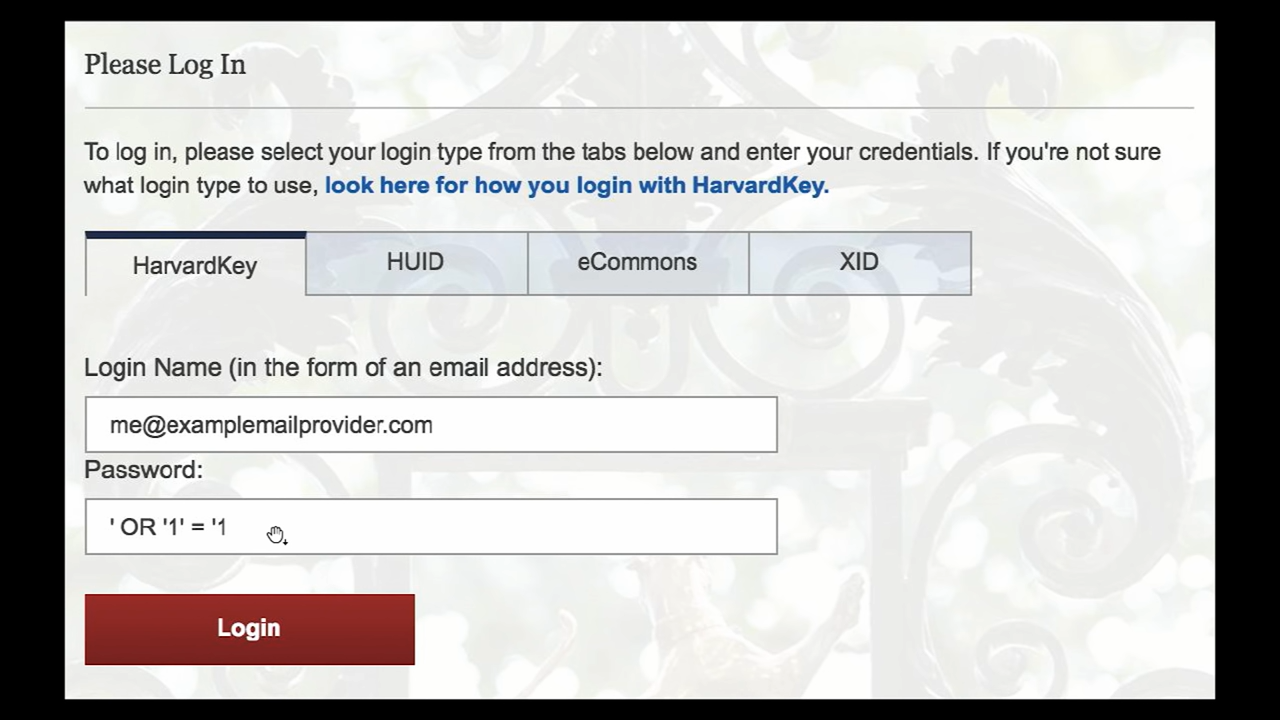 Please Log In
To log in, please select your login type from the tabs below and enter your credentials. If you're not sure
what login type to use, look here for how you login with HarvardKey.
HarvardKey HUID eCommons XID
Login Name (in the form of an email address):
me@examplemailprovider.com
Password:
' OR '1' = '1
Login